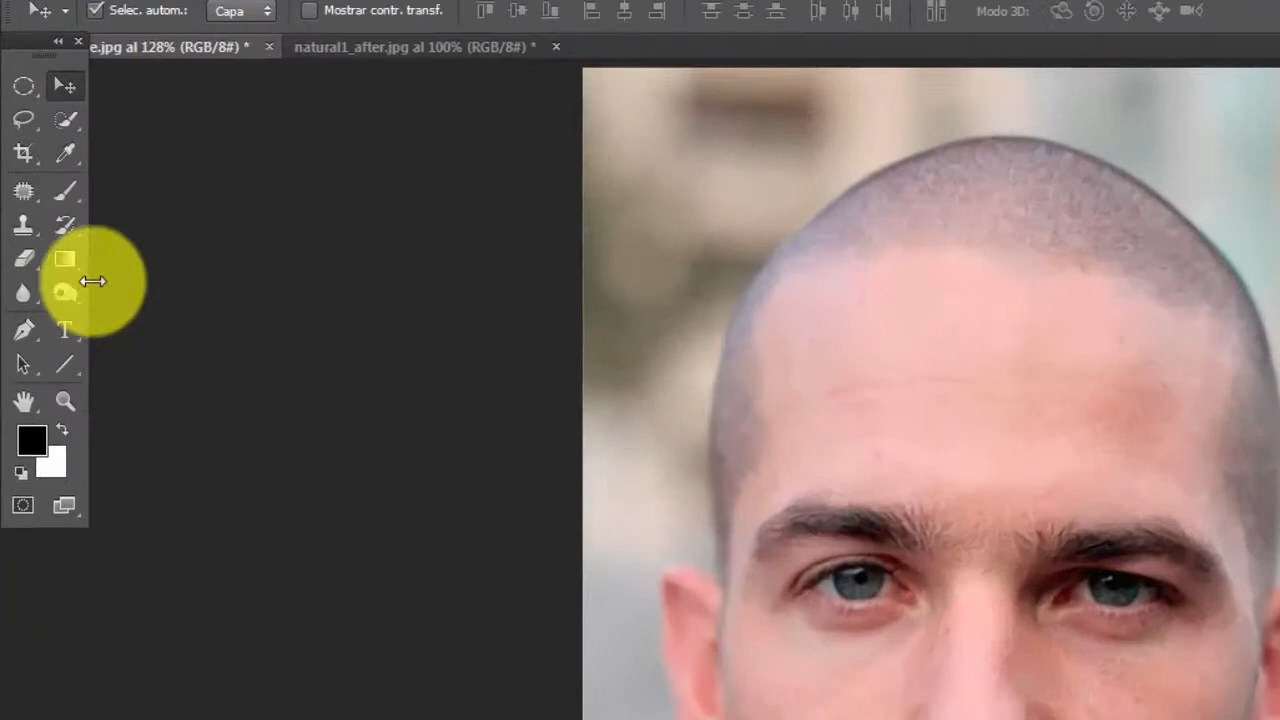 Selec. autom.: Capa Mostrar contr. transf. Modo 3D:
e.jpg al 128% (RGB/8#) * × natural1_after.jpg al 100% (RGB/8#) * ×
T